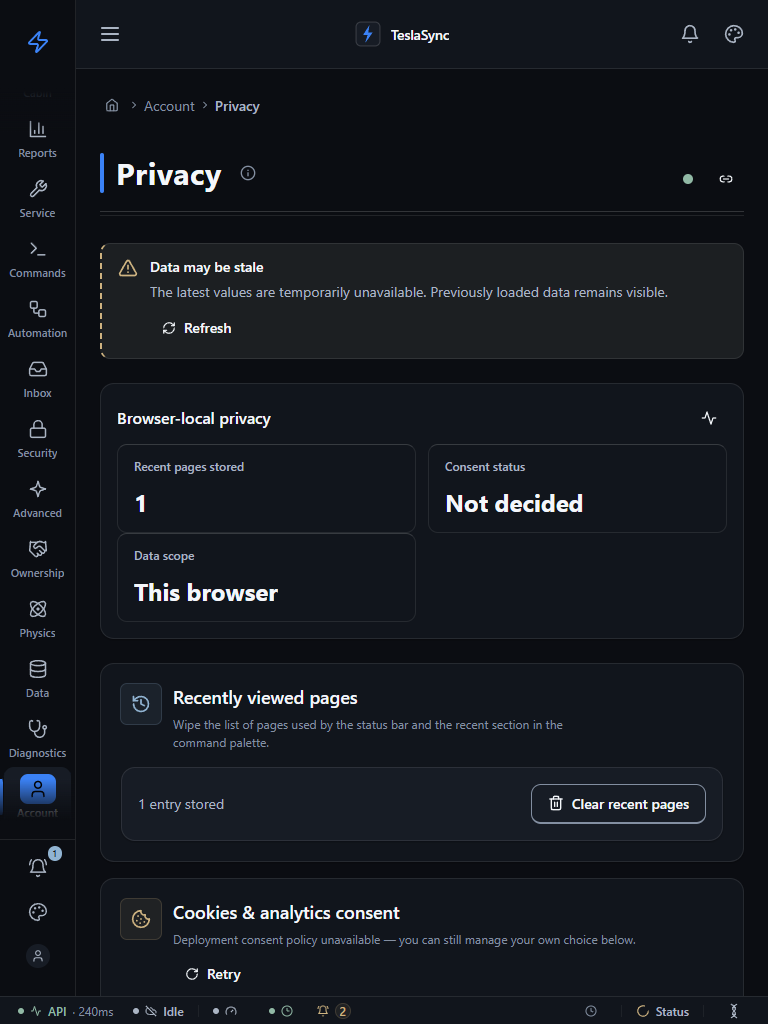 TeslaSync
Account
Privacy
Reports
Service
Commands
Automation
Inbox
Security
Advanced
Ownership
Physics
Data
Diagnostics
Account
1
Privacy
Data may be stale
The latest values are temporarily unavailable. Previously loaded data remains visible.
Refresh
Browser-local privacy
Recent pages stored
1
Consent status
Not decided
Data scope
This browser
Recently viewed pages
Wipe the list of pages used by the status bar and the recent section in the
command palette.
1 entry stored
Clear recent pages
Cookies & analytics consent
Deployment consent policy unavailable — you can still manage your own choice below.
Retry
API · 240ms
Idle
2
Status